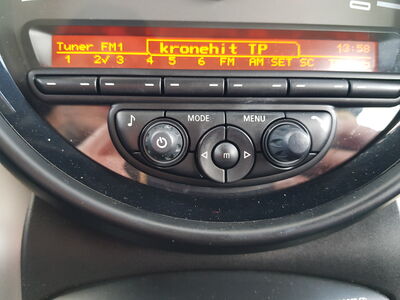 Tuner FM1 kronehit TP 13:58
1 2✓ 3 4 5 6 FM AM SET SC
MODE MENU
m